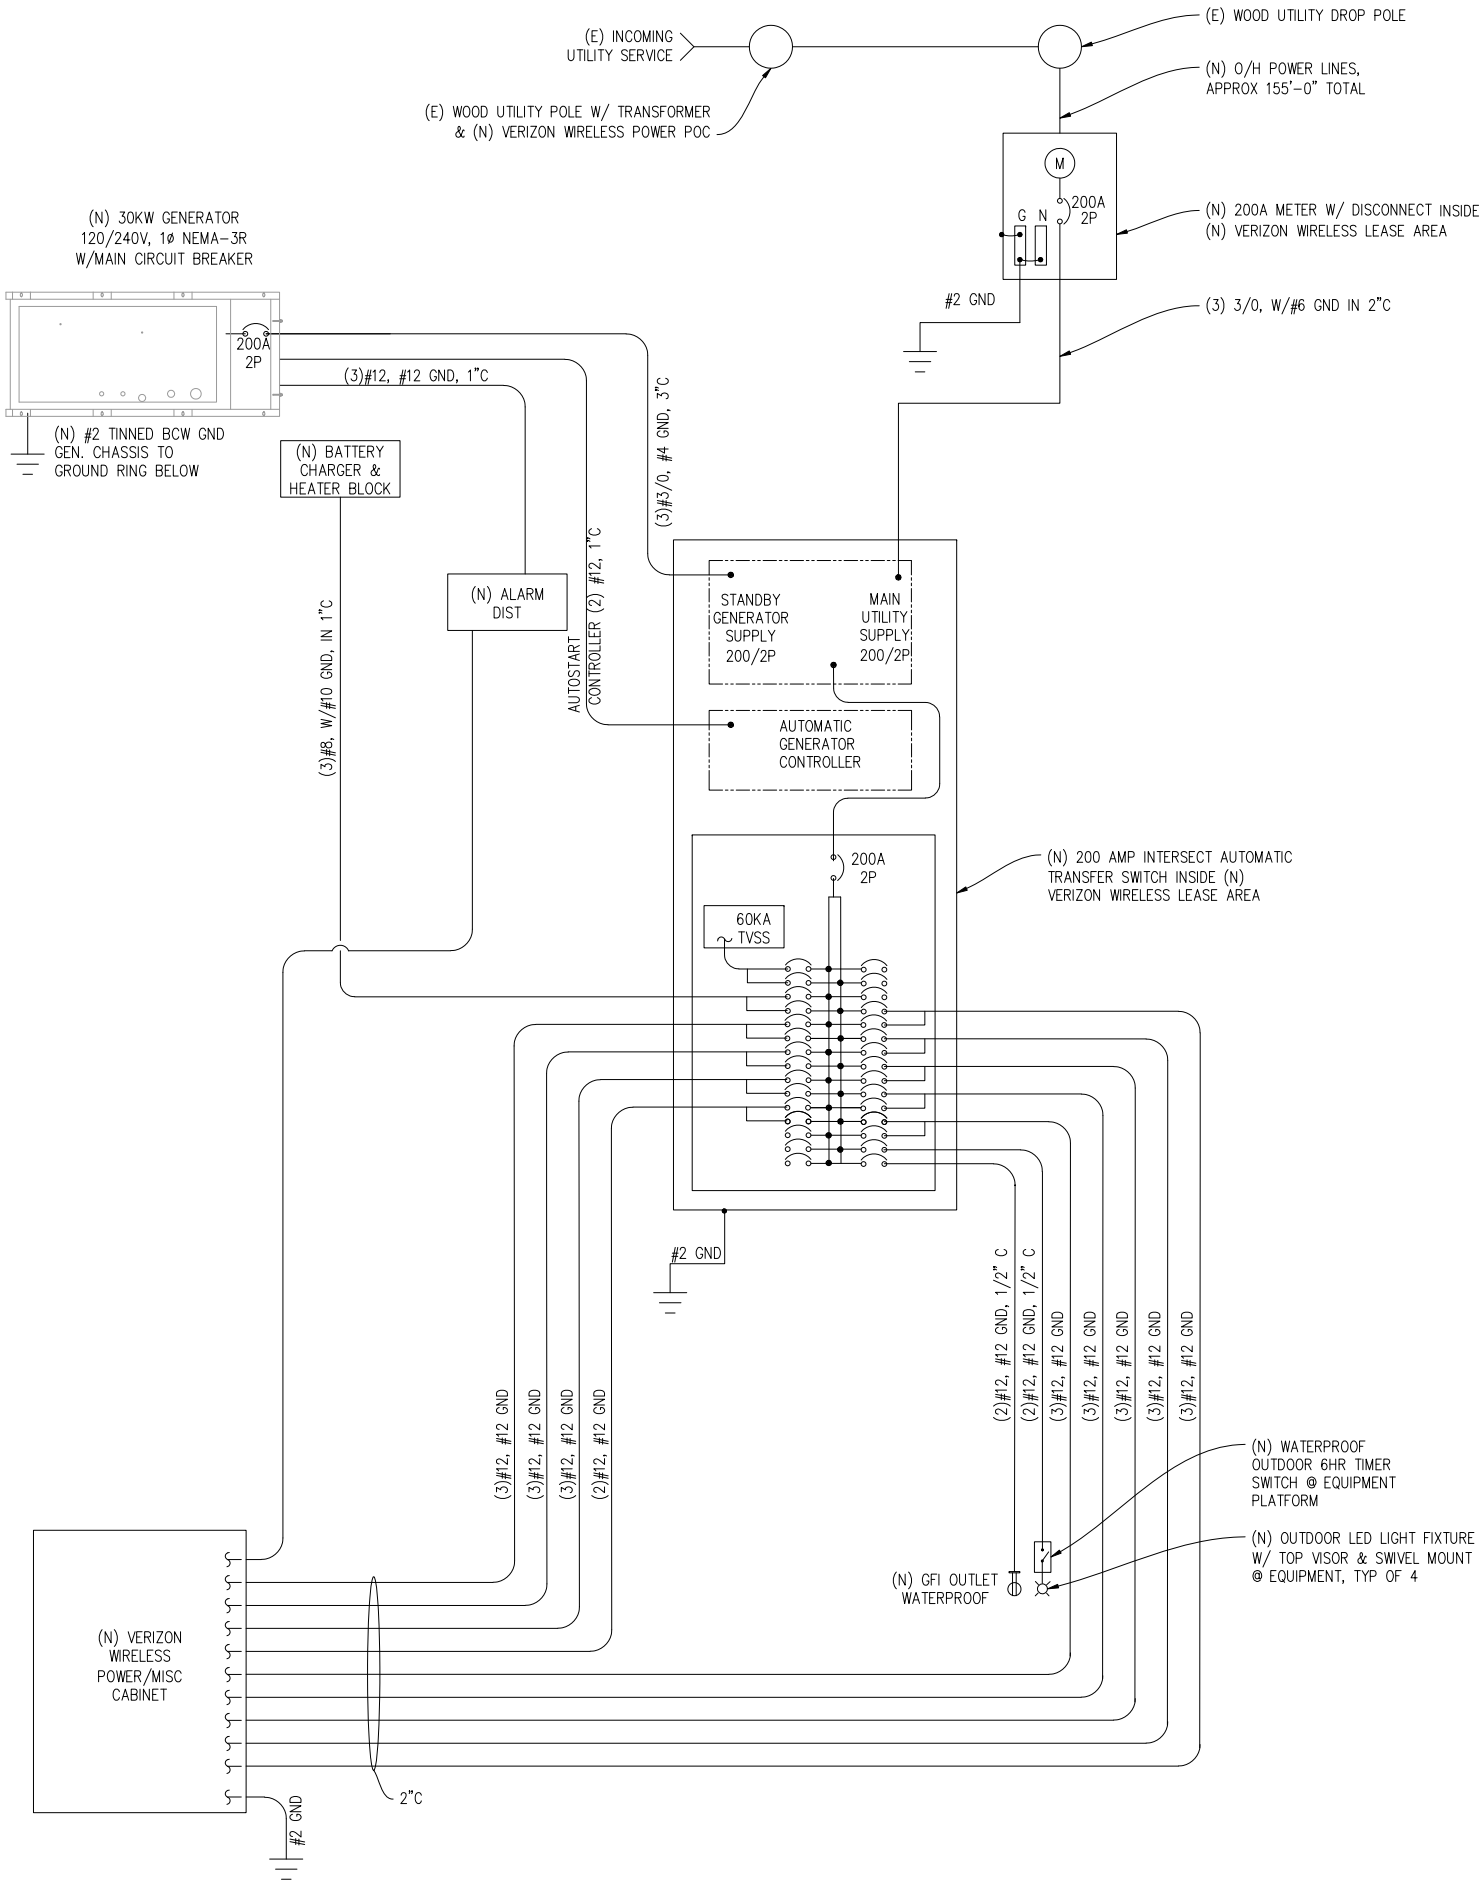 (E) INCOMING
UTILITY SERVICE
(E) WOOD UTILITY DROP POLE
(N) O/H POWER LINES,
APPROX 155'-0" TOTAL
(E) WOOD UTILITY POLE W/ TRANSFORMER
& (N) VERIZON WIRELESS POWER POC
M
200A
2P
G N
(N) 200A METER W/ DISCONNECT INSIDE
(N) VERIZON WIRELESS LEASE AREA
#2 GND
(3) 3/0, W/#6 GND IN 2"C
(N) 30KW GENERATOR
120/240V, 1ø NEMA-3R
W/MAIN CIRCUIT BREAKER
200A
2P
(3)#12, #12 GND, 1"C
(N) #2 TINNED BCW GND
GEN. CHASSIS TO
GROUND RING BELOW
(N) BATTERY
CHARGER &
HEATER BLOCK
(3)#3/0, #4 GND, 3"C
AUTOSTART
CONTROLLER (2) #12, 1"C
(N) ALARM
DIST
(3)#8, W/#10 GND, IN 1"C
STANDBY
GENERATOR
SUPPLY
200/2P
MAIN
UTILITY
SUPPLY
200/2P
AUTOMATIC
GENERATOR
CONTROLLER
200A
2P
(N) 200 AMP INTERSECT AUTOMATIC
TRANSFER SWITCH INSIDE (N)
VERIZON WIRELESS LEASE AREA
60KA
TVSS
#2 GND
(3)#12, #12 GND
(3)#12, #12 GND
(3)#12, #12 GND
(2)#12, #12 GND
(2)#12, #12 GND, 1/2" C
(2)#12, #12 GND, 1/2" C
(3)#12, #12 GND
(3)#12, #12 GND
(3)#12, #12 GND
(3)#12, #12 GND
(3)#12, #12 GND
(N) WATERPROOF
OUTDOOR 6HR TIMER
SWITCH @ EQUIPMENT
PLATFORM
(N) OUTDOOR LED LIGHT FIXTURE
W/ TOP VISOR & SWIVEL MOUNT
@ EQUIPMENT, TYP OF 4
(N) GFI OUTLET
WATERPROOF
(N) VERIZON
WIRELESS
POWER/MISC
CABINET
2"C
#2 GND